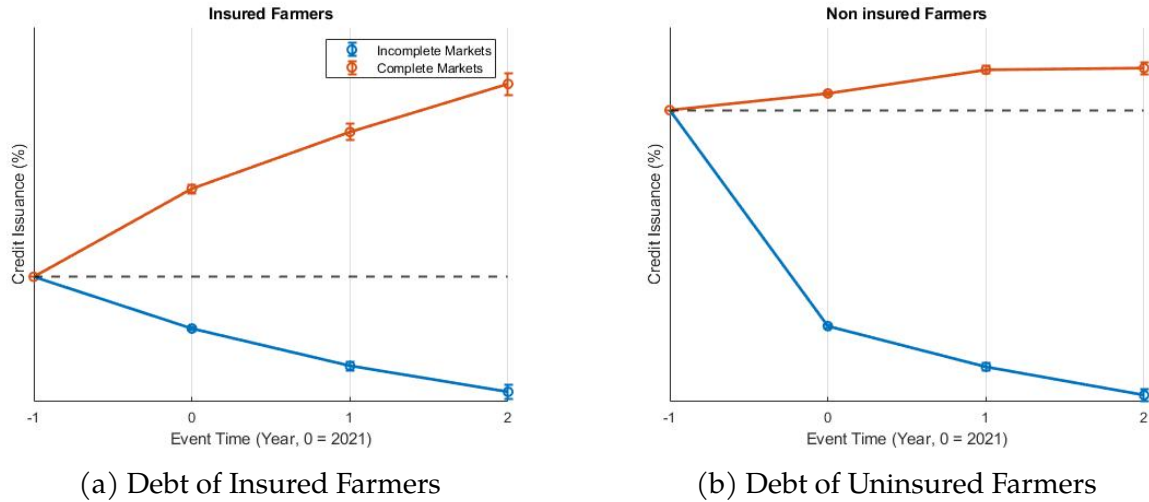 Insured Farmers
Incomplete Markets
Complete Markets
Credit Issuance (%)
-1
0
1
2
Event Time (Year, 0 = 2021)
(a) Debt of Insured Farmers
Non insured Farmers
Credit Issuance (%)
-1
0
1
2
Event Time (Year, 0 = 2021)
(b) Debt of Uninsured Farmers